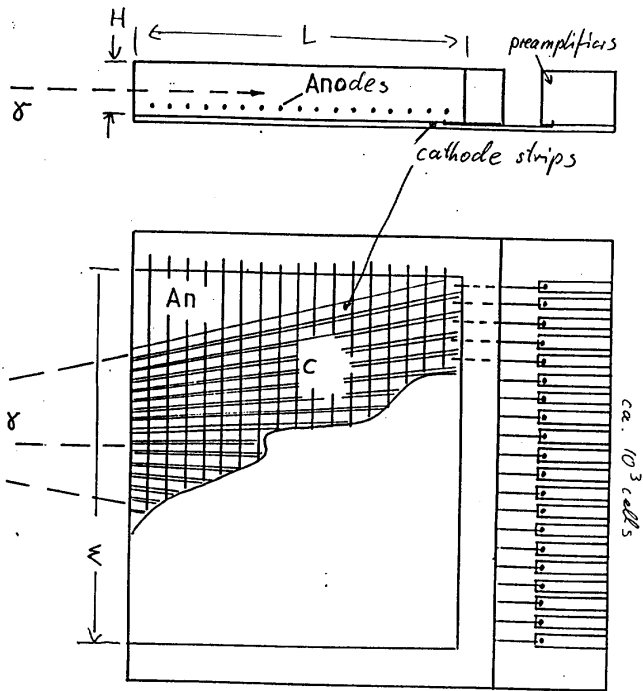 H
L
preamplifiers
γ
Anodes
cathode strips
An
C
γ
W
ca. 10³ cells